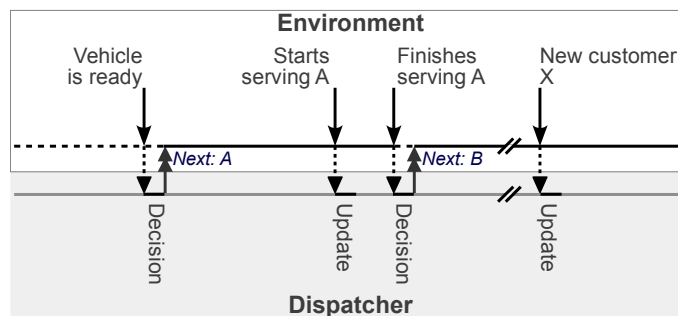 Environment
Vehicle
is ready
Starts
serving A
Finishes
serving A
New customer
X
Next: A
Next: B
Decision
Update
Decision
Update
Dispatcher